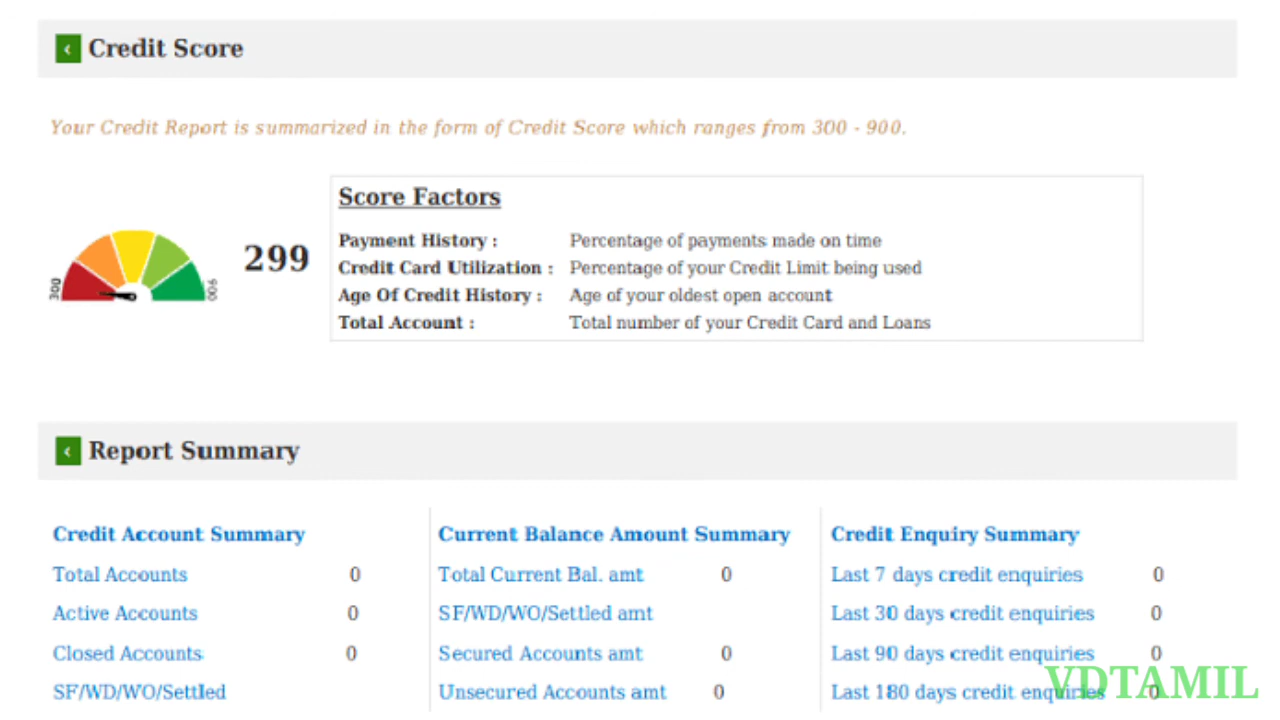 Credit Score
Your Credit Report is summarized in the form of Credit Score which ranges from 300 - 900.
300
900
299
Score Factors
Payment History : Percentage of payments made on time
Credit Card Utilization : Percentage of your Credit Limit being used
Age Of Credit History : Age of your oldest open account
Total Account : Total number of your Credit Card and Loans
Report Summary
Credit Account Summary
Total Accounts 0
Active Accounts 0
Closed Accounts 0
SF/WD/WO/Settled
Current Balance Amount Summary
Total Current Bal. amt 0
SF/WD/WO/Settled amt
Secured Accounts amt 0
Unsecured Accounts amt 0
Credit Enquiry Summary
Last 7 days credit enquiries 0
Last 30 days credit enquiries 0
Last 90 days credit enquiries 0
Last 180 days credit enquiries 0
VDTAMIL